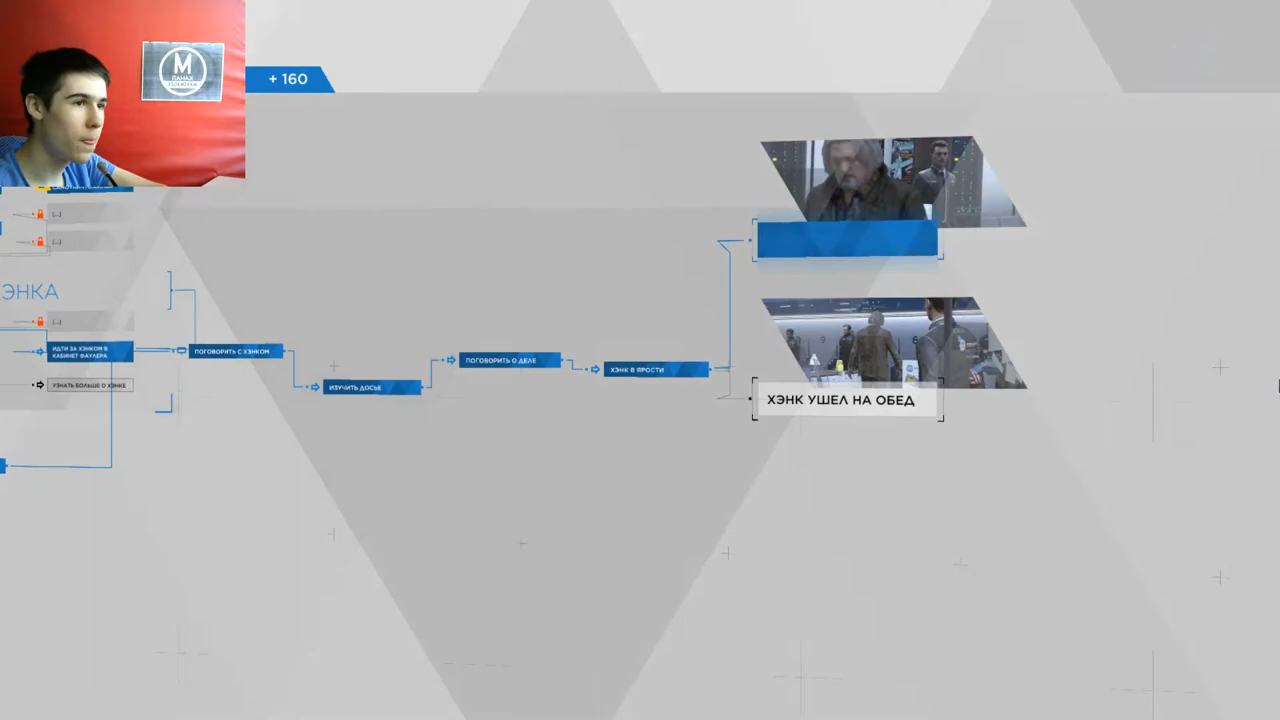 М
ПАНАХ
+ 160
[...]
[...]
ЭНКА
[...]
ИДТИ ЗА ХЭНКОМ В
КАБИНЕТ ФАУЛЕРА
ПОГОВОРИТЬ С ХЭНКОМ
УЗНАТЬ БОЛЬШЕ О ХЭНКЕ
ИЗУЧИТЬ ДОСЬЕ
ПОГОВОРИТЬ О ДЕЛЕ
ХЭНК В ЯРОСТИ
ХЭНК УШЕЛ НА ОБЕД